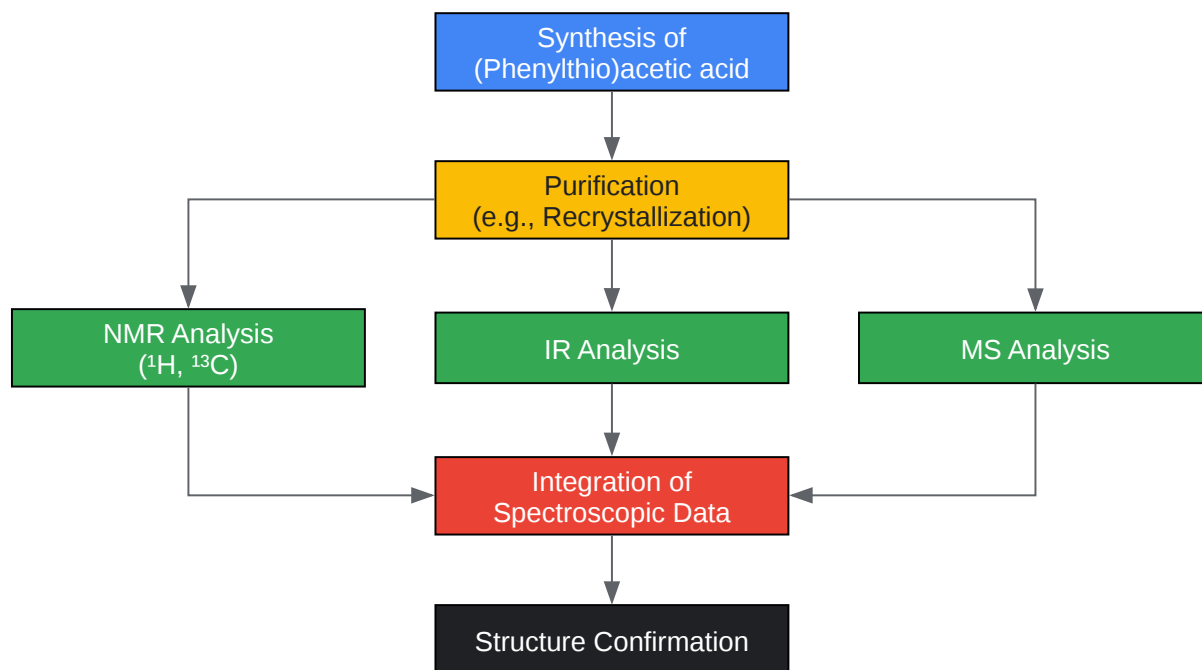 Synthesis of
(Phenylthio)acetic acid
Purification
(e.g., Recrystallization)
NMR Analysis
(¹H, ¹³C)
IR Analysis
MS Analysis
Integration of
Spectroscopic Data
Structure Confirmation